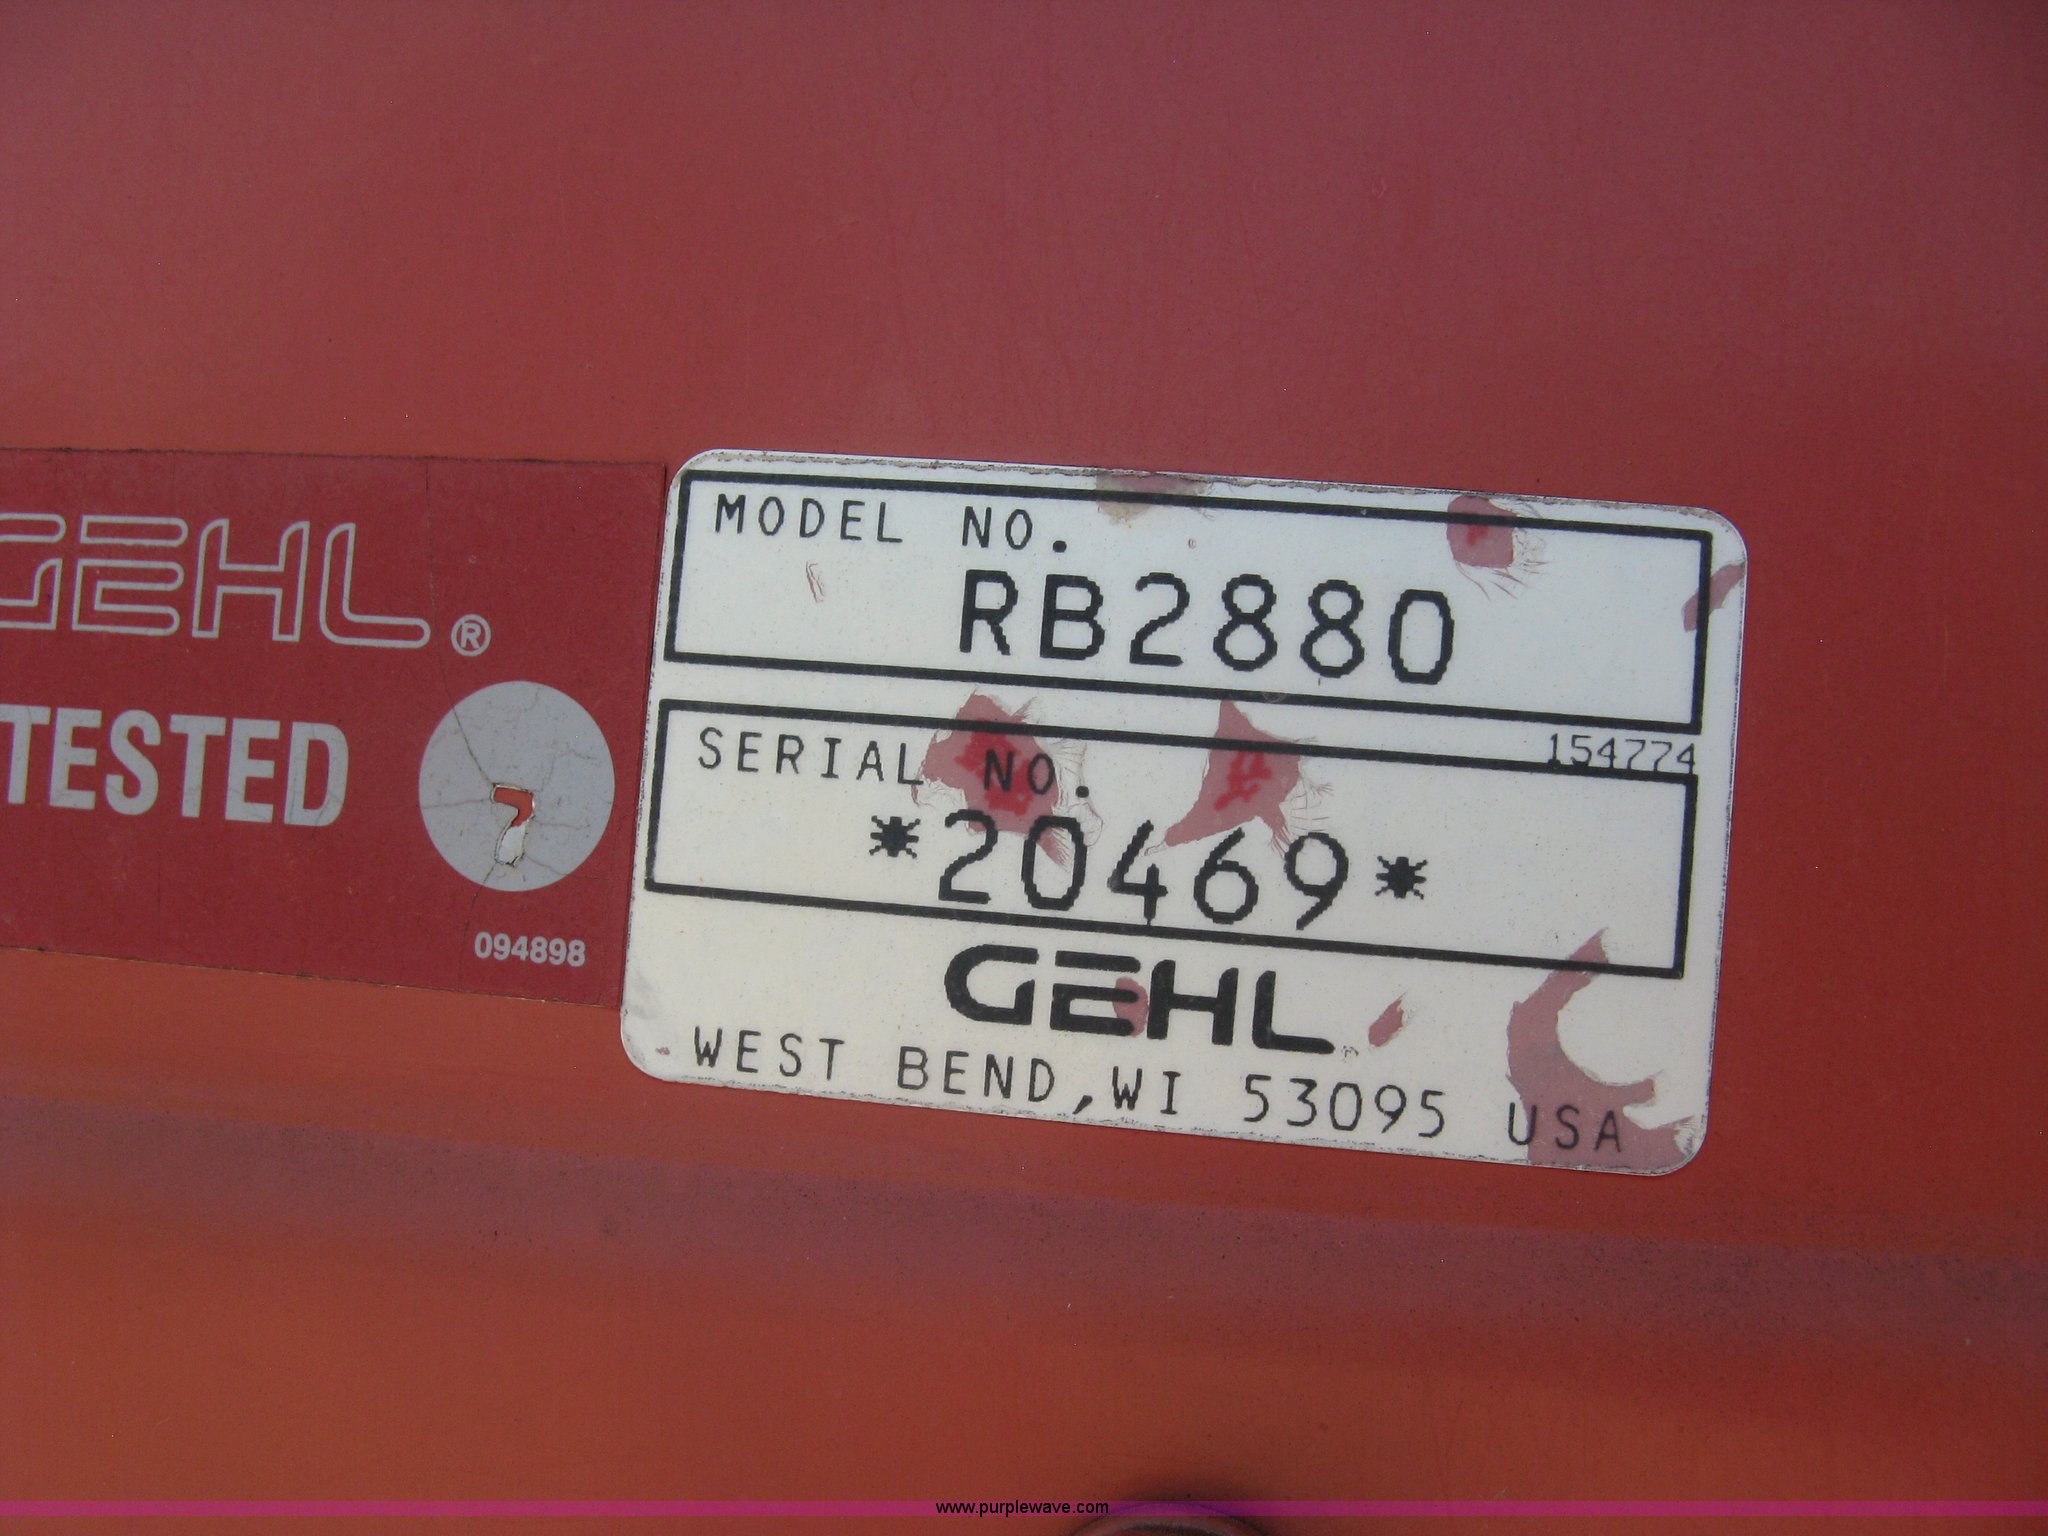 GEHL®
TESTED
7
094898
MODEL NO.
RB2880
154774
SERIAL NO.
*20469*
GEHL
WEST BEND, WI 53095 USA
www.purplewave.com